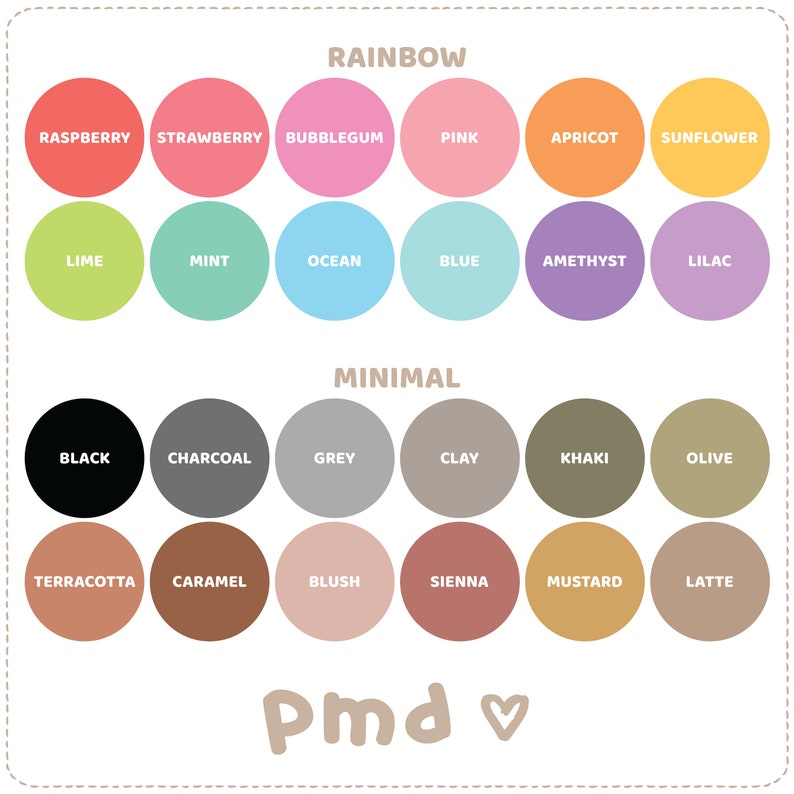 RAINBOW
RASPBERRY STRAWBERRY BUBBLEGUM PINK APRICOT SUNFLOWER
LIME MINT OCEAN BLUE AMETHYST LILAC
MINIMAL
BLACK CHARCOAL GREY CLAY KHAKI OLIVE
TERRACOTTA CARAMEL BLUSH SIENNA MUSTARD LATTE
pmd